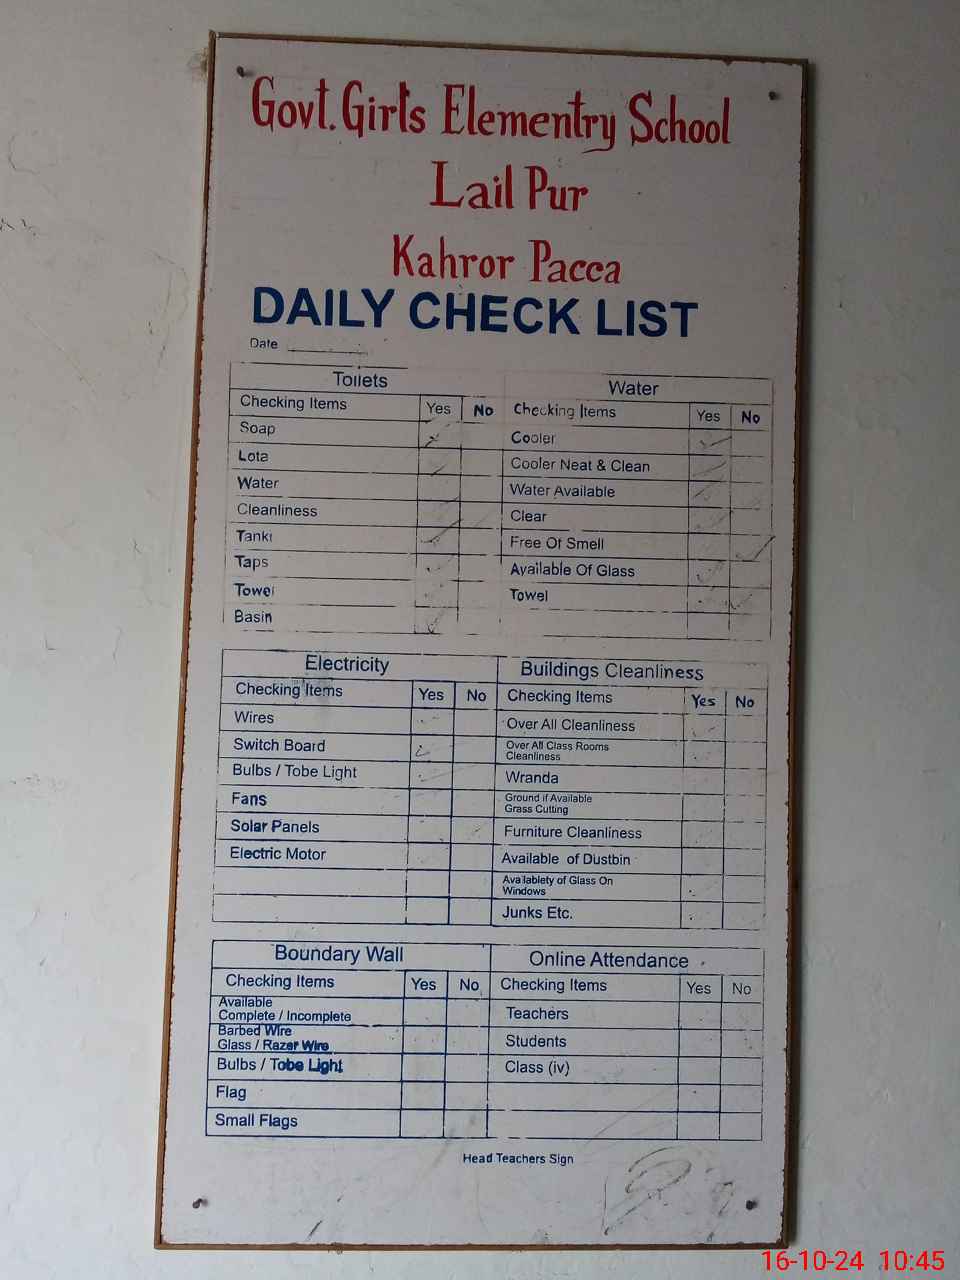 Govt. Girls Elementry School
Lail Pur
Kahror Pacca
DAILY CHECK LIST
Date
Toilets
Checking Items Yes No
Soap
Lota
Water
Cleanliness
Tanki
Taps
Towel
Basin
Water
Checking Items Yes No
Cooler
Cooler Neat & Clean
Water Available
Clear
Free Of Smell
Available Of Glass
Towel
Electricity
Checking Items Yes No
Wires
Switch Board
Bulbs / Tobe Light
Fans
Solar Panels
Electric Motor
Buildings Cleanliness
Checking Items Yes No
Over All Cleanliness
Over All Class Rooms
Cleanliness
Wranda
Ground if Available
Grass Cutting
Furniture Cleanliness
Available of Dustbin
Availablety of Glass On
Windows
Junks Etc.
Boundary Wall
Checking Items Yes No
Available
Complete / Incomplete
Barbed Wire
Glass / Razer Wire
Bulbs / Tobe Light
Flag
Small Flags
Online Attendance
Checking Items Yes No
Teachers
Students
Class (iv)
Head Teachers Sign
16-10-24 10:45